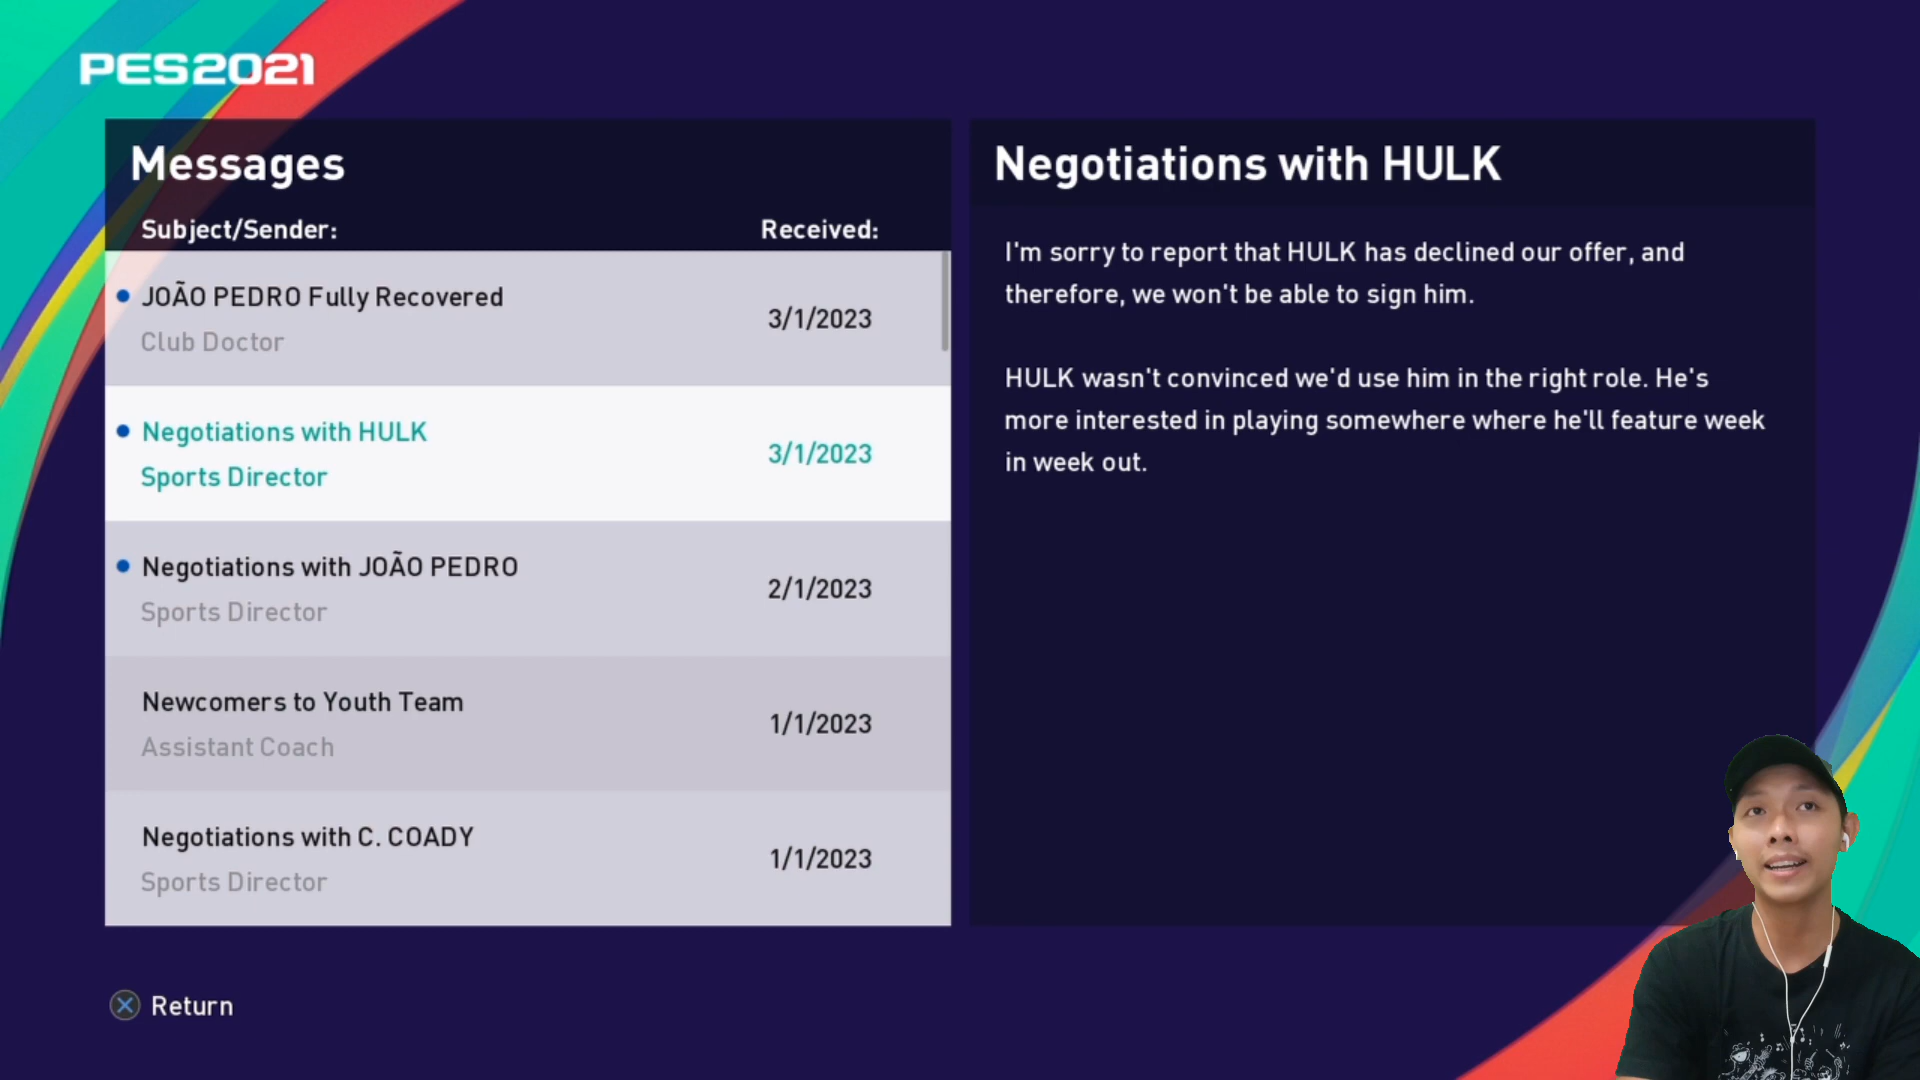 PES2021
Messages
Subject/Sender:
Received:
JOÃO PEDRO Fully Recovered
Club Doctor
3/1/2023
Negotiations with HULK
Sports Director
3/1/2023
Negotiations with JOÃO PEDRO
Sports Director
2/1/2023
Newcomers to Youth Team
Assistant Coach
1/1/2023
Negotiations with C. COADY
Sports Director
1/1/2023
Negotiations with HULK
I'm sorry to report that HULK has declined our offer, and
therefore, we won't be able to sign him.
HULK wasn't convinced we'd use him in the right role. He's
more interested in playing somewhere where he'll feature week
in week out.
Return